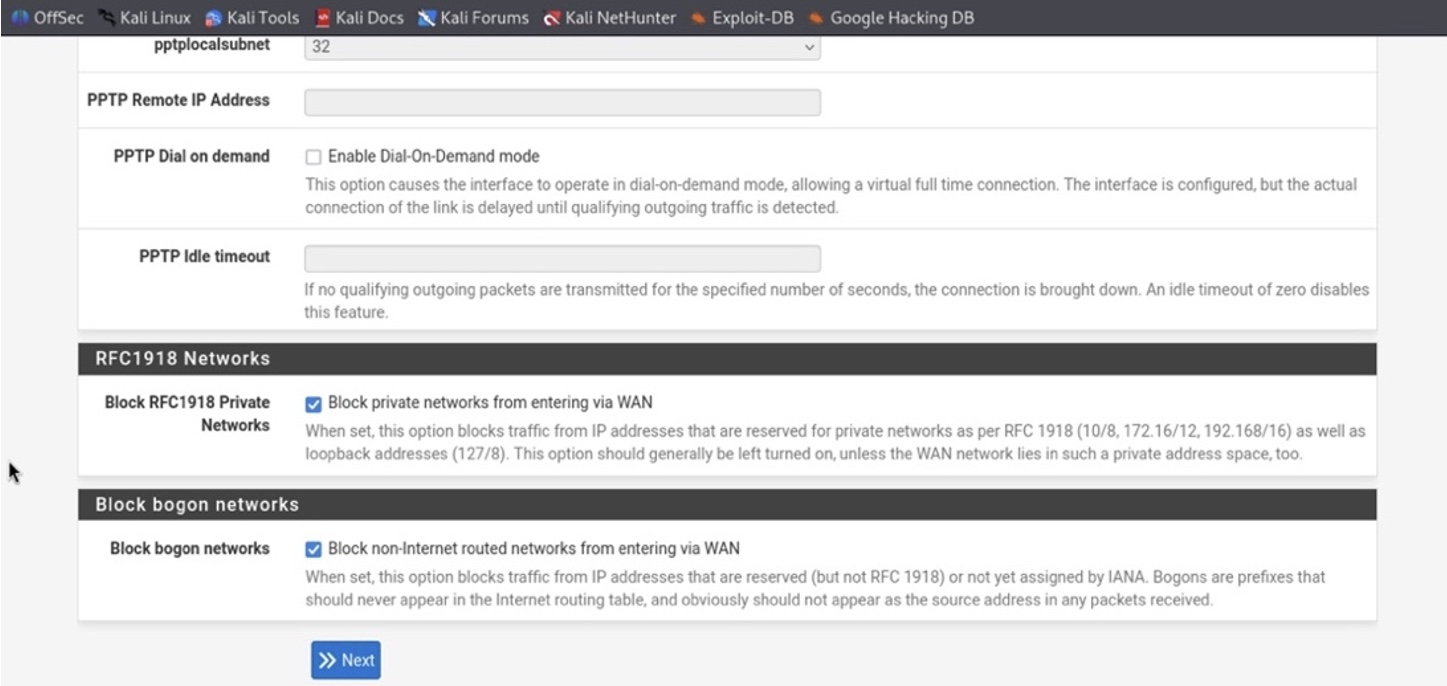 OffSec Kali Linux Kali Tools Kali Docs Kali Forums Kali NetHunter Exploit-DB Google Hacking DB
pptplocalsubnet 32
PPTP Remote IP Address
PPTP Dial on demand Enable Dial-On-Demand mode
This option causes the interface to operate in dial-on-demand mode, allowing a virtual full time connection. The interface is configured, but the actual
connection of the link is delayed until qualifying outgoing traffic is detected.
PPTP Idle timeout
If no qualifying outgoing packets are transmitted for the specified number of seconds, the connection is brought down. An idle timeout of zero disables
this feature.
RFC1918 Networks
Block RFC1918 Private
Networks
Block private networks from entering via WAN
When set, this option blocks traffic from IP addresses that are reserved for private networks as per RFC 1918 (10/8, 172.16/12, 192.168/16) as well as
loopback addresses (127/8). This option should generally be left turned on, unless the WAN network lies in such a private address space, too.
Block bogon networks
Block bogon networks Block non-Internet routed networks from entering via WAN
When set, this option blocks traffic from IP addresses that are reserved (but not RFC 1918) or not yet assigned by IANA. Bogons are prefixes that
should never appear in the Internet routing table, and obviously should not appear as the source address in any packets received.
Next